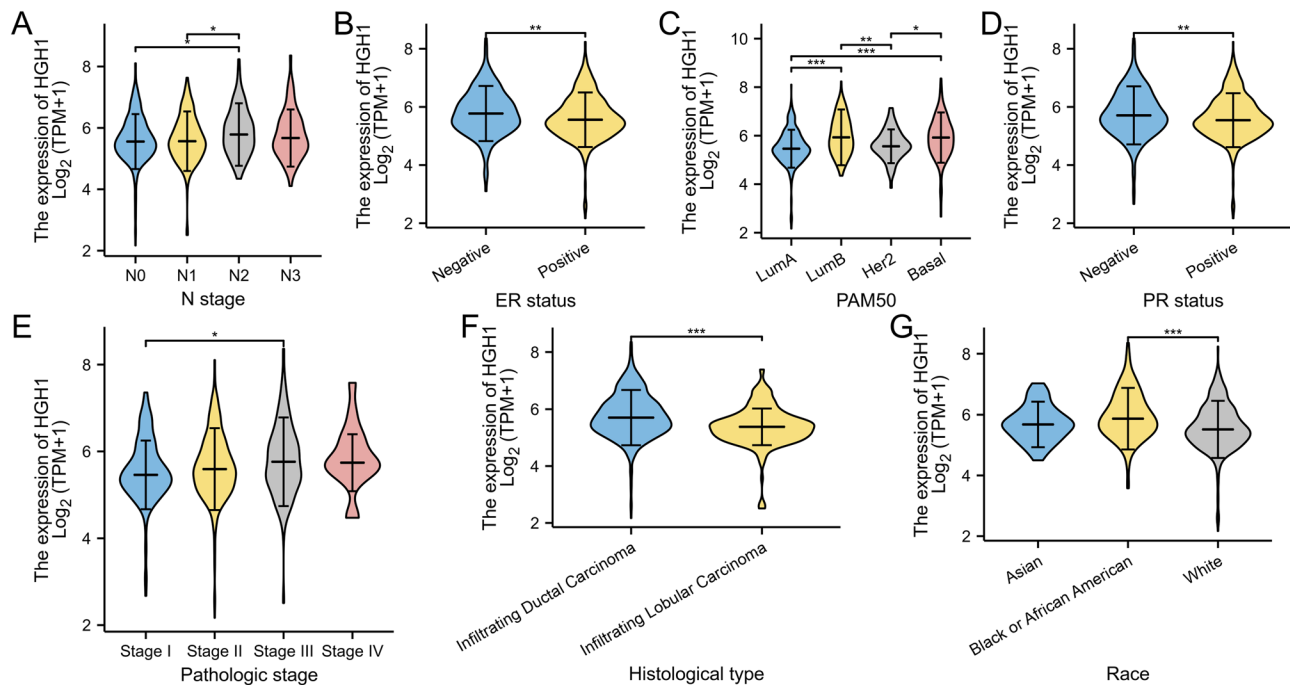 A
The expression of HGH1
Log2 (TPM+1)
8
6
4
2
*
*
N0 N1 N2 N3
N stage
B
The expression of HGH1
Log2 (TPM+1)
8
6
4
2
**
Negative Positive
ER status
C
The expression of HGH1
Log2 (TPM+1)
10
8
6
4
2
*
**
***
***
LumA LumB Her2 Basal
PAM50
D
The expression of HGH1
Log2 (TPM+1)
8
6
4
2
**
Negative Positive
PR status
E
The expression of HGH1
Log2 (TPM+1)
8
6
4
2
*
Stage I Stage II Stage III Stage IV
Pathologic stage
F
The expression of HGH1
Log2 (TPM+1)
8
6
4
2
***
Infiltrating Ductal Carcinoma
Infiltrating Lobular Carcinoma
Histological type
G
The expression of HGH1
Log2 (TPM+1)
8
6
4
2
***
Asian
Black or African American
White
Race